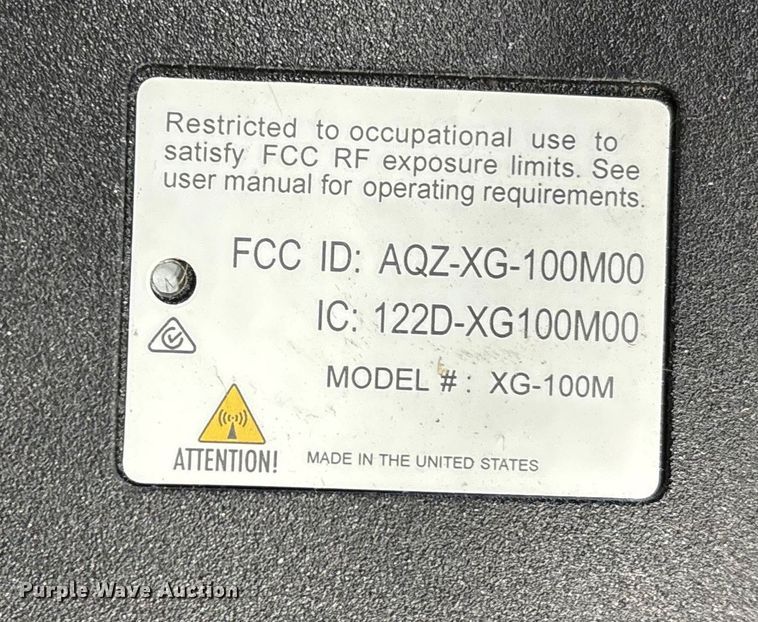 Restricted to occupational use to
satisfy FCC RF exposure limits. See
user manual for operating requirements.
FCC ID: AQZ-XG-100M00
IC: 122D-XG100M00
MODEL #: XG-100M
ATTENTION! MADE IN THE UNITED STATES
Purple Wave Auction